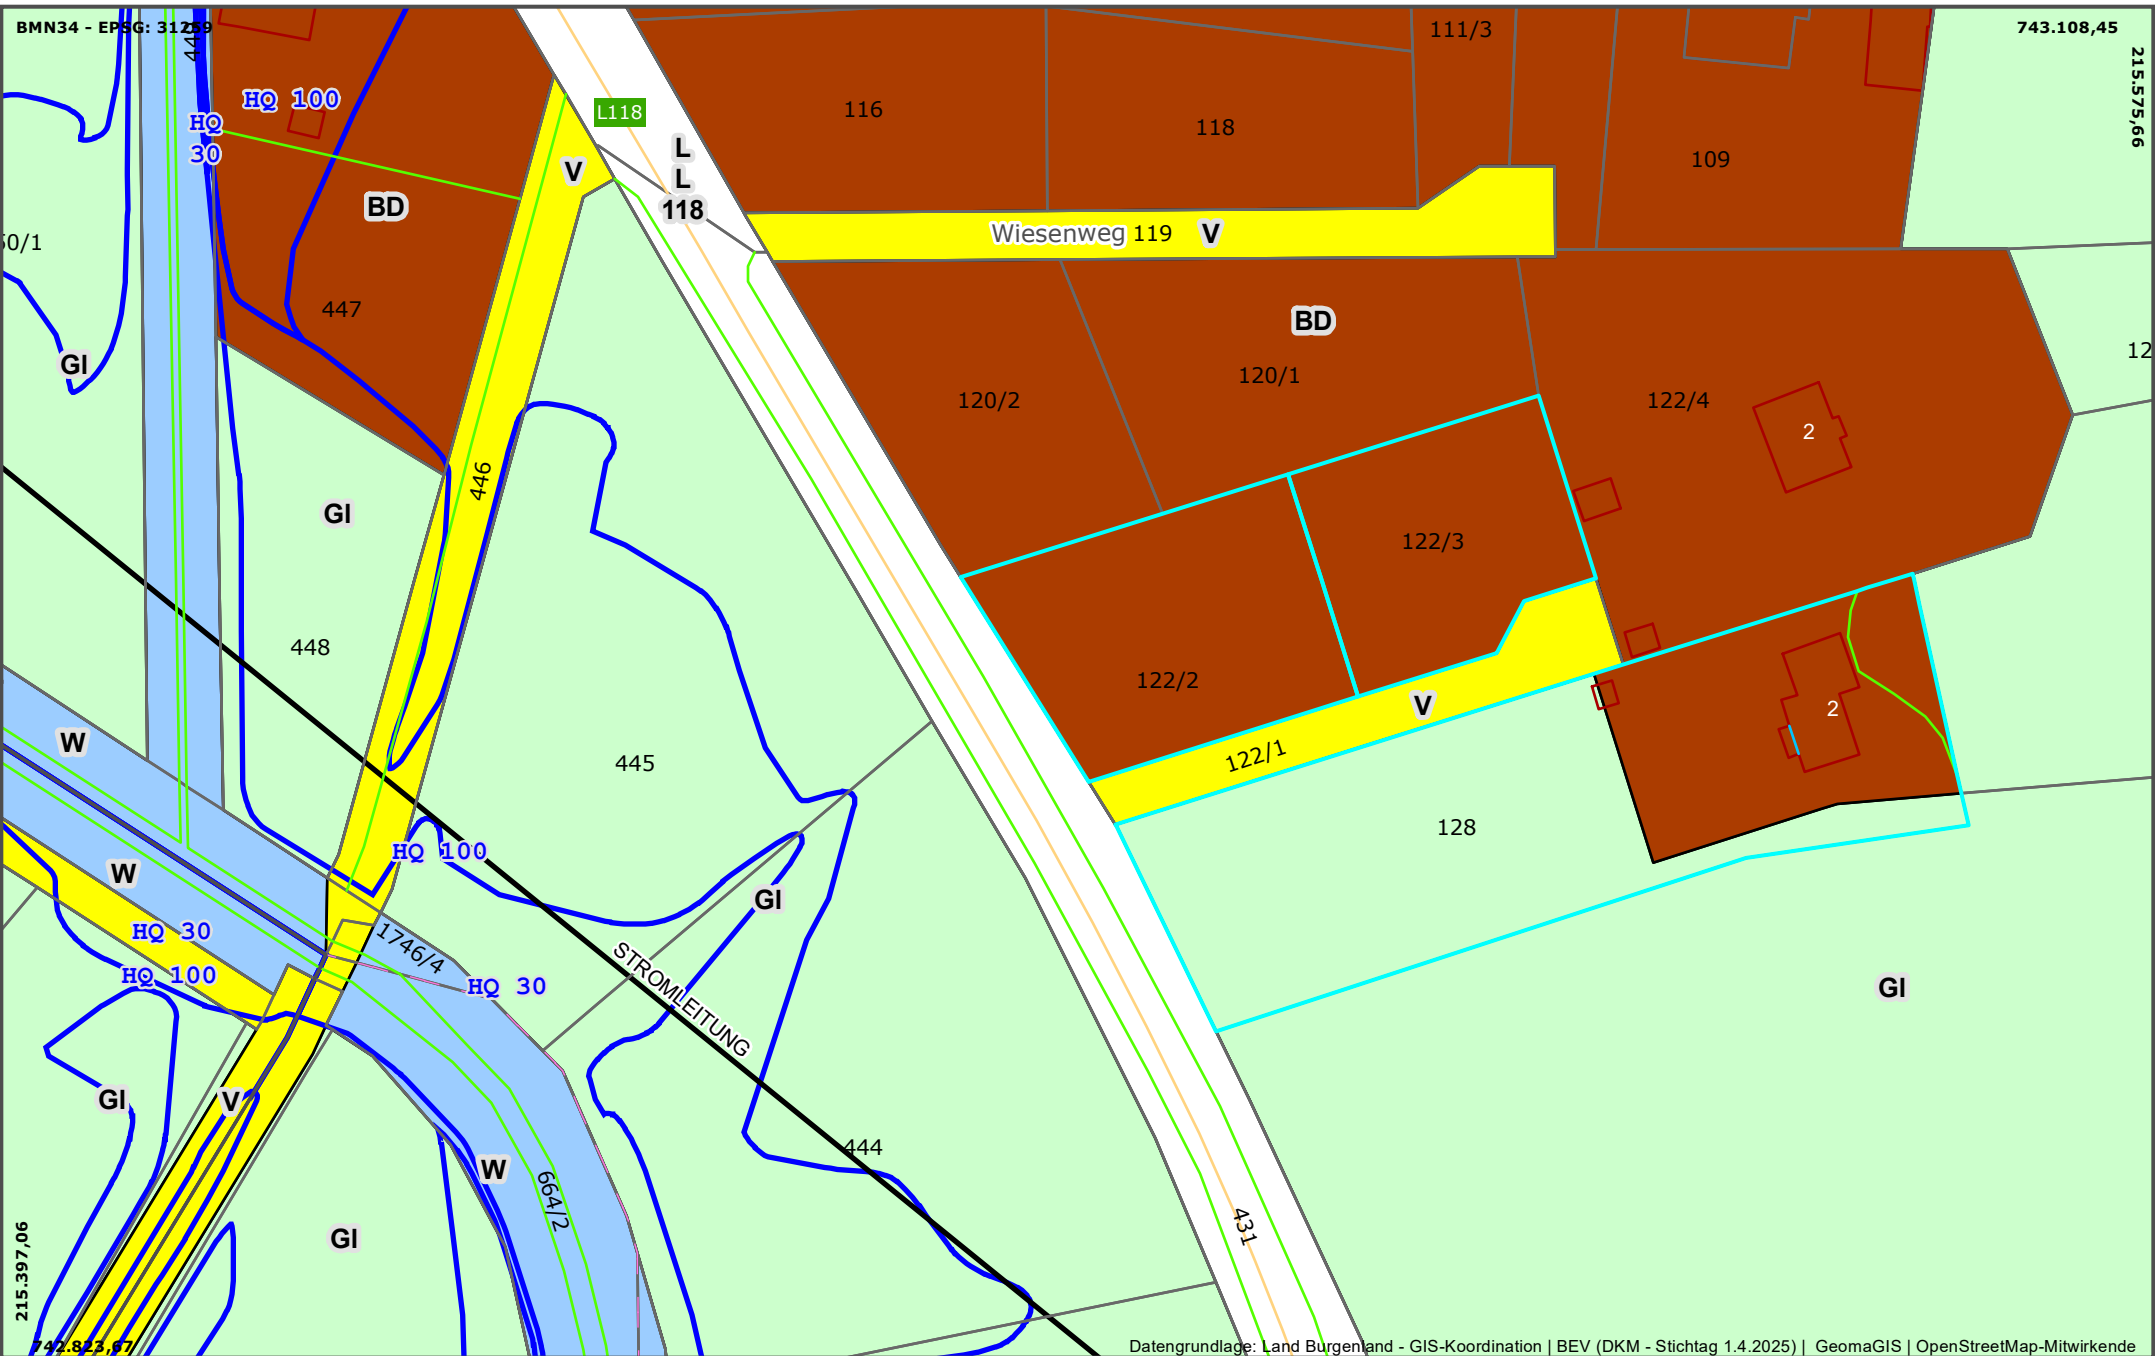 BMN34 - EPSG: 31259
743.108,45
215.575,66
449
HQ 100
HQ
30
L118
L
L
118
V
116
118
111/3
109
BD
Wiesenweg 119
V
50/1
447
GI
BD
120/2
120/1
122/4
2
12
446
GI
122/3
448
122/2
V
2
122/1
W
445
128
HQ 100
W
GI
HQ 30
1746/4
HQ 100
HQ 30
STROMLEITUNG
GI
GI
V
444
W
664/2
431
GI
215.397,06
742.823,67
Datengrundlage: Land Burgenland - GIS-Koordination | BEV (DKM - Stichtag 1.4.2025) | GeomaGIS | OpenStreetMap-Mitwirkende